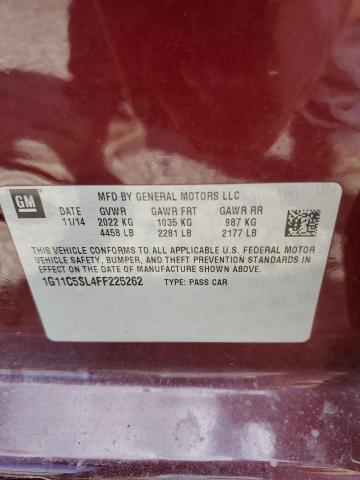 GM
MFD BY GENERAL MOTORS LLC
DATE GVWR GAWR FRT GAWR RR
11/14 2022 KG 1035 KG 987 KG
4458 LB 2281 LB 2177 LB
THIS VEHICLE CONFORMS TO ALL APPLICABLE U.S. FEDERAL MOTOR
VEHICLE SAFETY, BUMPER, AND THEFT PREVENTION STANDARDS
IN EFFECT ON THE DATE OF MANUFACTURE SHOWN ABOVE.
1G11C5SL4FF225262 TYPE: PASS CAR